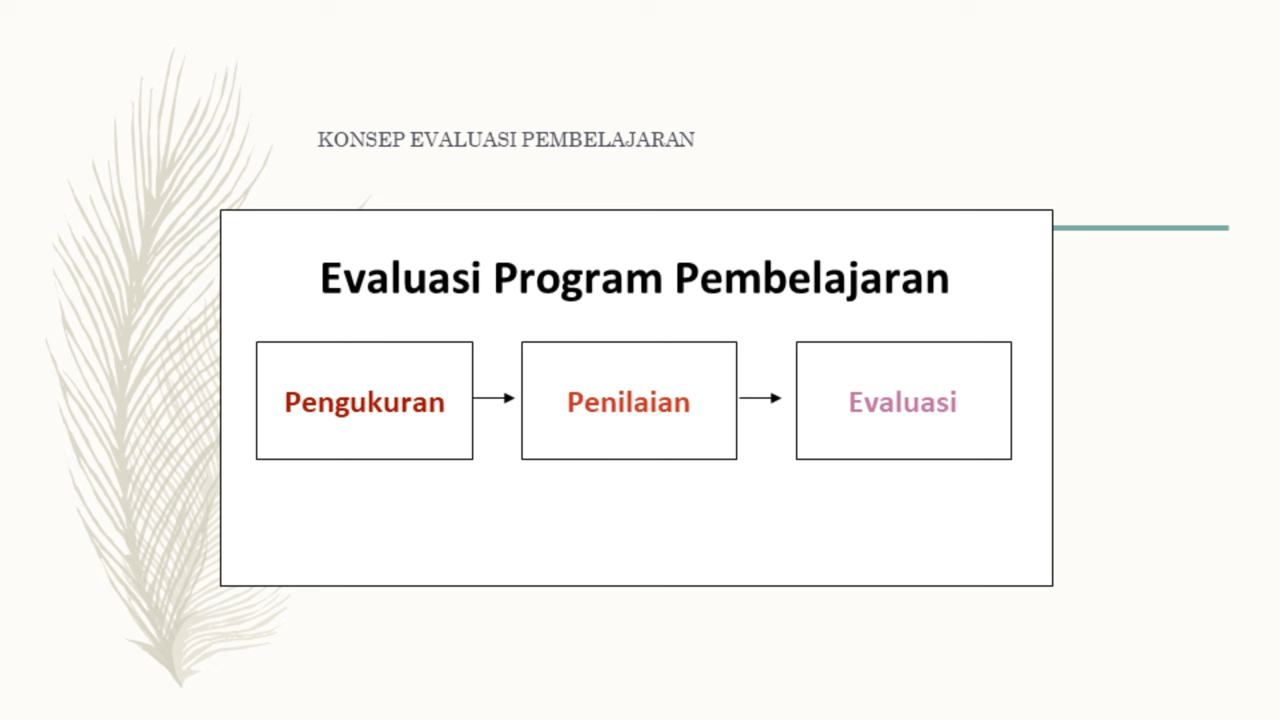 KONSEP EVALUASI PEMBELAJARAN
Evaluasi Program Pembelajaran
Pengukuran
Penilaian
Evaluasi